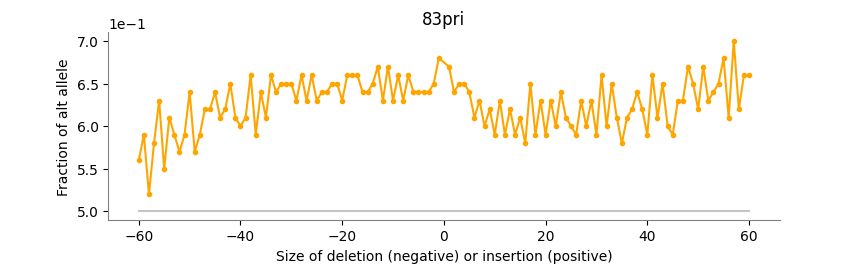 83pri
1e−1
7.0
6.5
6.0
5.5
5.0
Fraction of alt allele
−60 −40 −20 0 20 40 60
Size of deletion (negative) or insertion (positive)